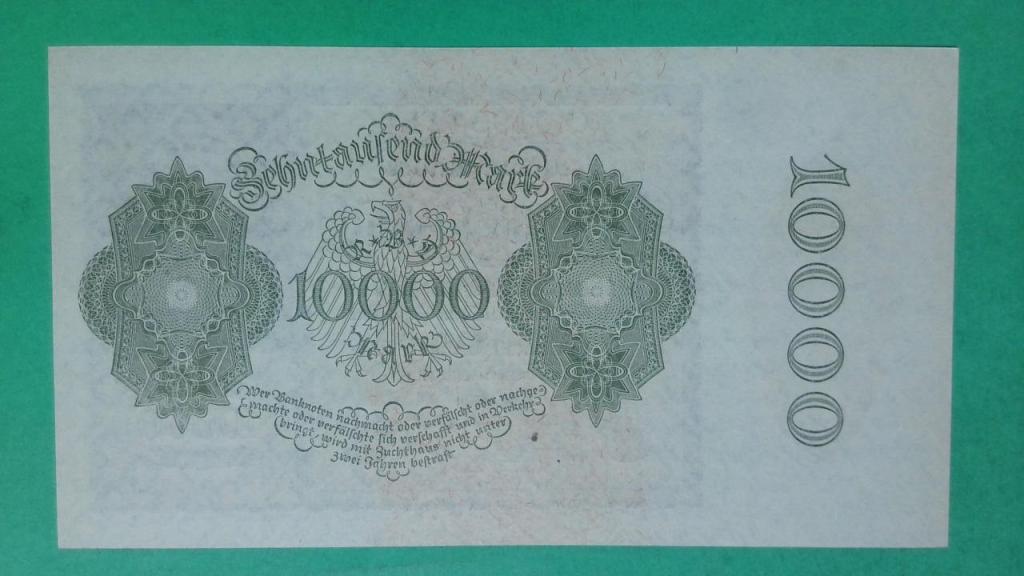 Zehntausend Mark
R B D
10000
Mark
Wer Banknoten nachmacht oder verfälscht oder nachge-
machte oder verfälschte sich verschafft und in Verkehr
bringt, wird mit Zuchthaus nicht unter
zwei Jahren bestraft
10000